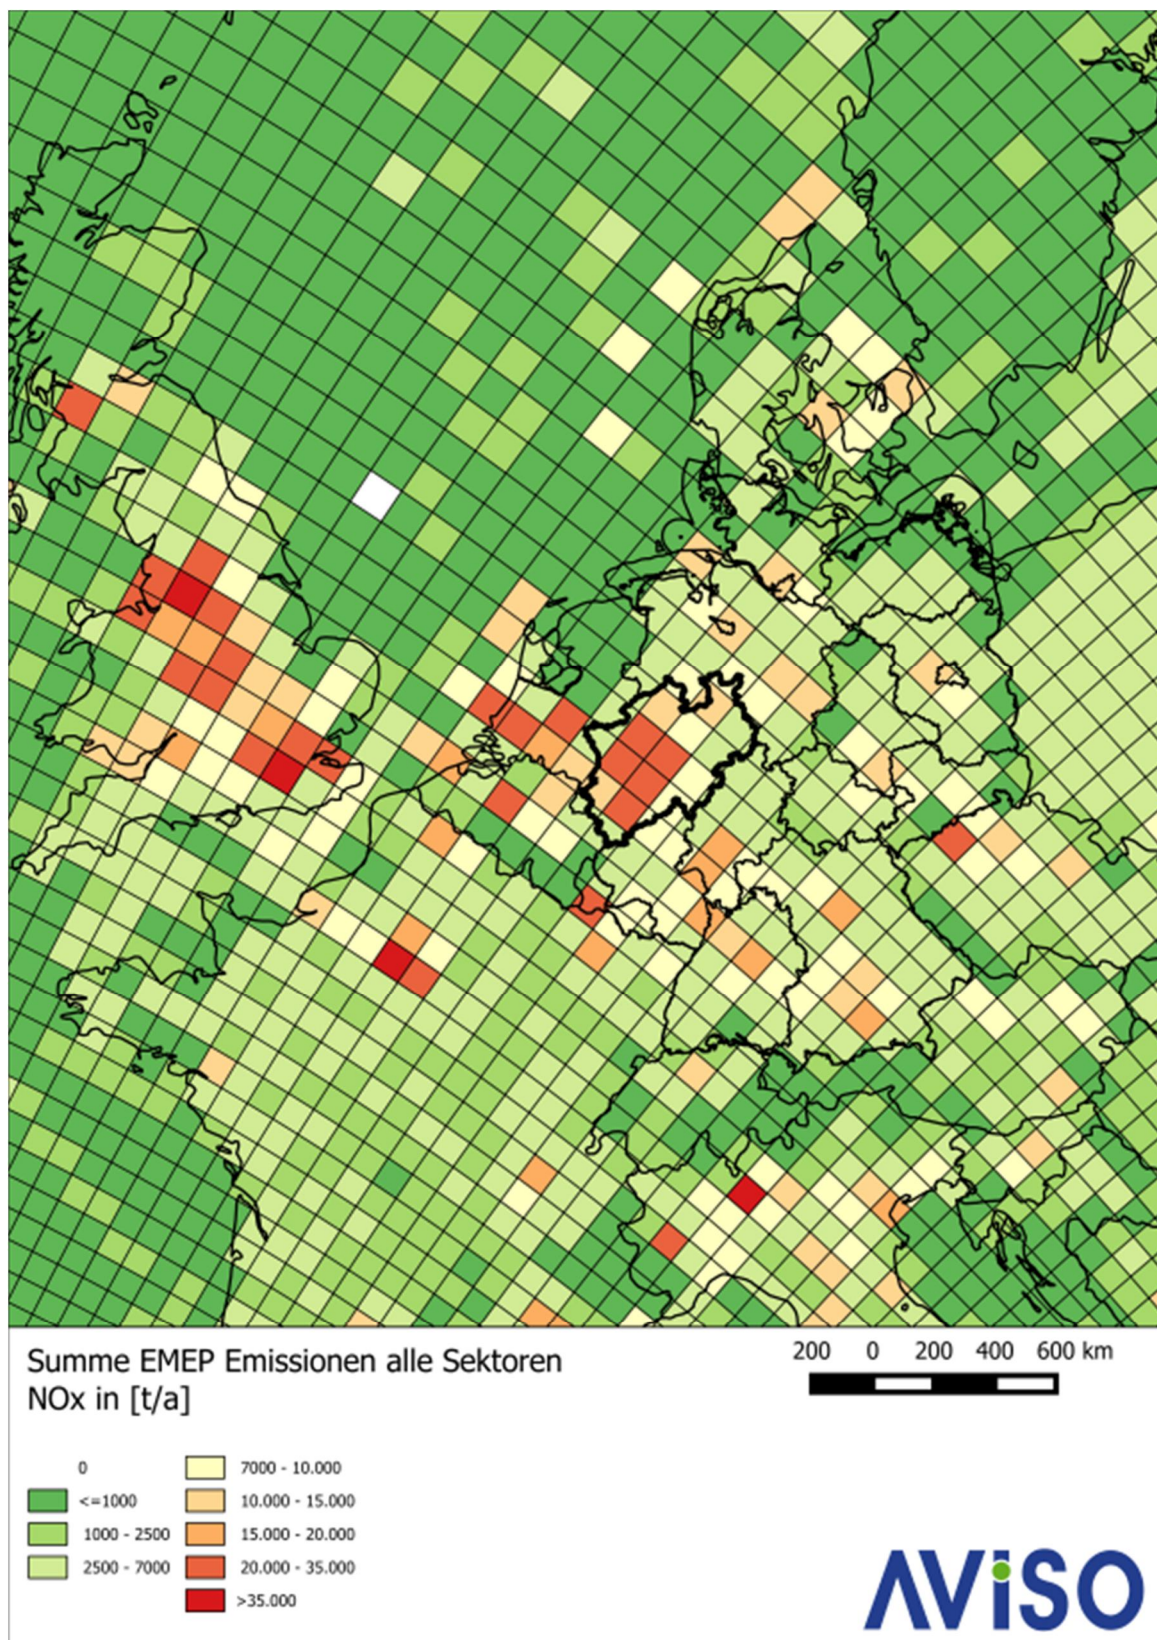 Summe EMEP Emissionen alle Sektoren
NOx in [t/a]
200 0 200 400 600 km
0
<=1000
1000 - 2500
2500 - 7000
7000 - 10.000
10.000 - 15.000
15.000 - 20.000
20.000 - 35.000
>35.000
AViSO